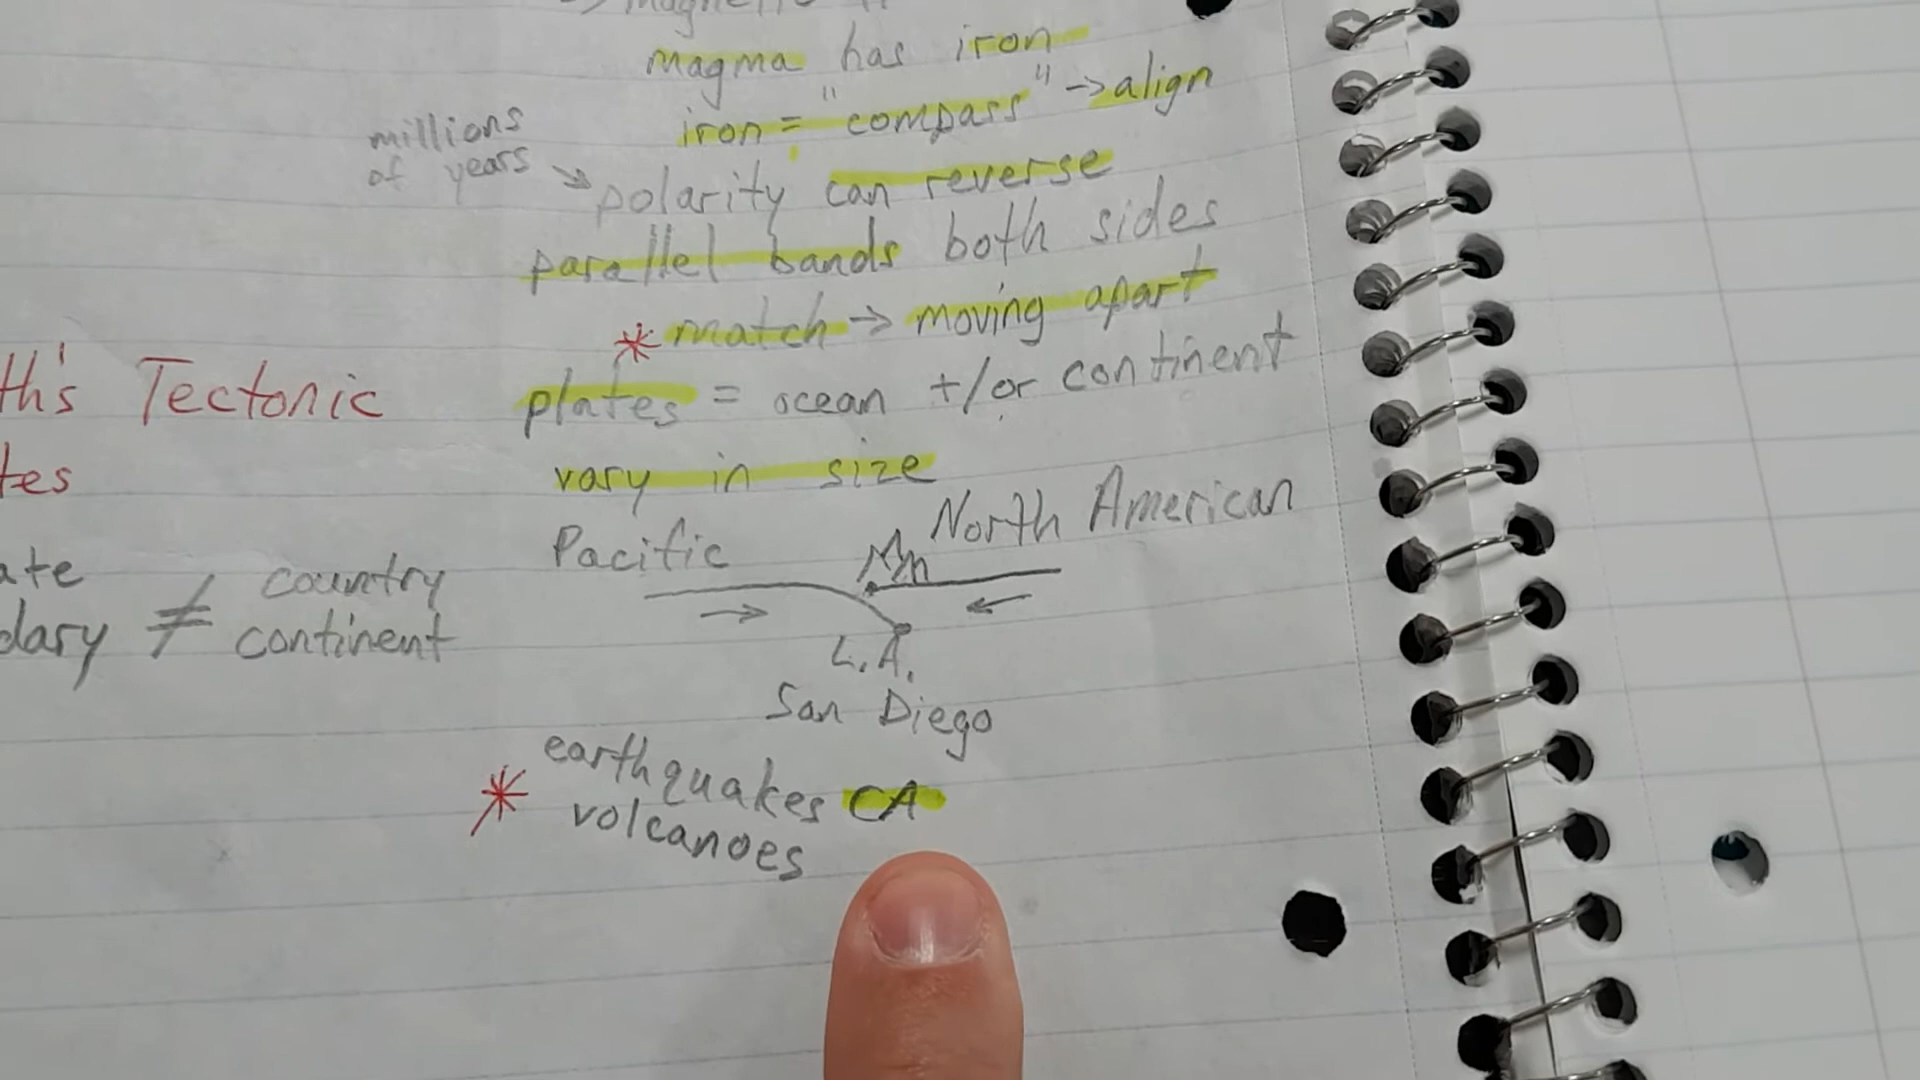 magnetic
magma has iron
iron = "compass" -> align
millions
of years
polarity can reverse
parallel bands both sides
* match -> moving apart
th's Tectonic
tes
plates = ocean +/or continent
vary in size
ate
dary ≠ country
continent
Pacific
North American
L.A.
San Diego
* earthquakes CA
volcanoes